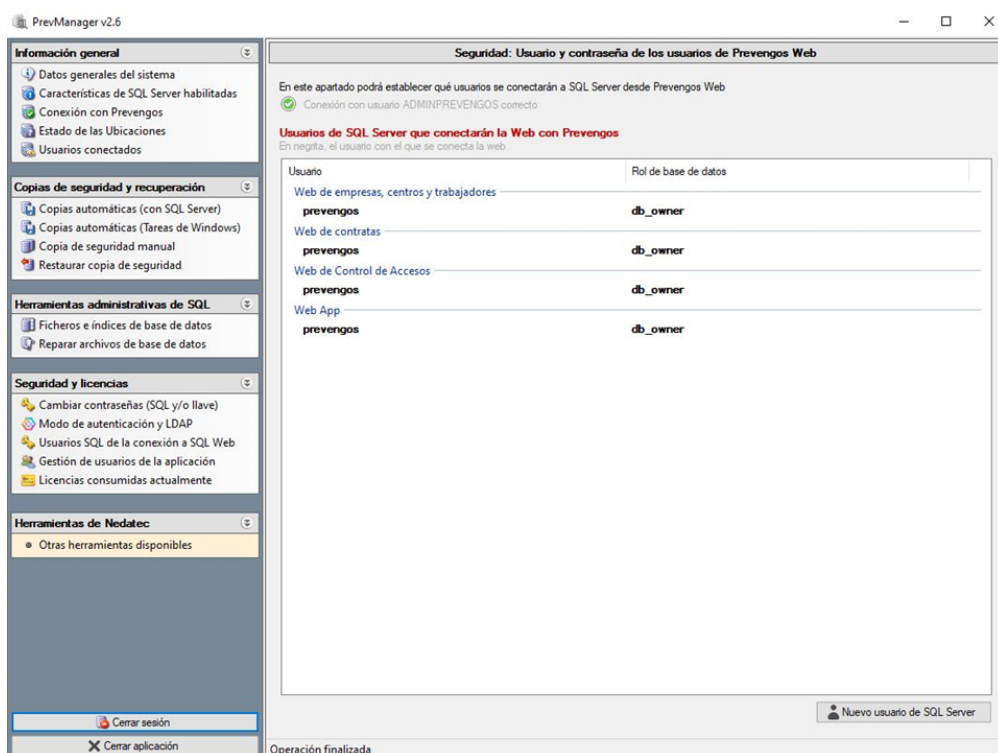 PrevManager v2.6
Información general
Datos generales del sistema
Características de SQL Server habilitadas
Conexión con Prevengos
Estado de las Ubicaciones
Usuarios conectados
Copias de seguridad y recuperación
Copias automáticas (con SQL Server)
Copias automáticas (Tareas de Windows)
Copia de seguridad manual
Restaurar copia de seguridad
Herramientas administrativas de SQL
Ficheros e índices de base de datos
Reparar archivos de base de datos
Seguridad y licencias
Cambiar contraseñas (SQL y/o llave)
Modo de autenticación y LDAP
Usuarios SQL de la conexión a SQL Web
Gestión de usuarios de la aplicación
Licencias consumidas actualmente
Herramientas de Nedatec
Otras herramientas disponibles
Cerrar sesión
Cerrar aplicación
Seguridad: Usuario y contraseña de los usuarios de Prevengos Web
En este apartado podrá establecer qué usuarios se conectarán a SQL Server desde Prevengos Web
Conexión con usuario ADMINPREVENGOS correcto
Usuarios de SQL Server que conectarán la Web con Prevengos
En negrita, el usuario con el que se conecta la web
Usuario Rol de base de datos
Web de empresas, centros y trabajadores
prevengos db_owner
Web de contratas
prevengos db_owner
Web de Control de Accesos
prevengos db_owner
Web App
prevengos db_owner
Nuevo usuario de SQL Server
Operación finalizada